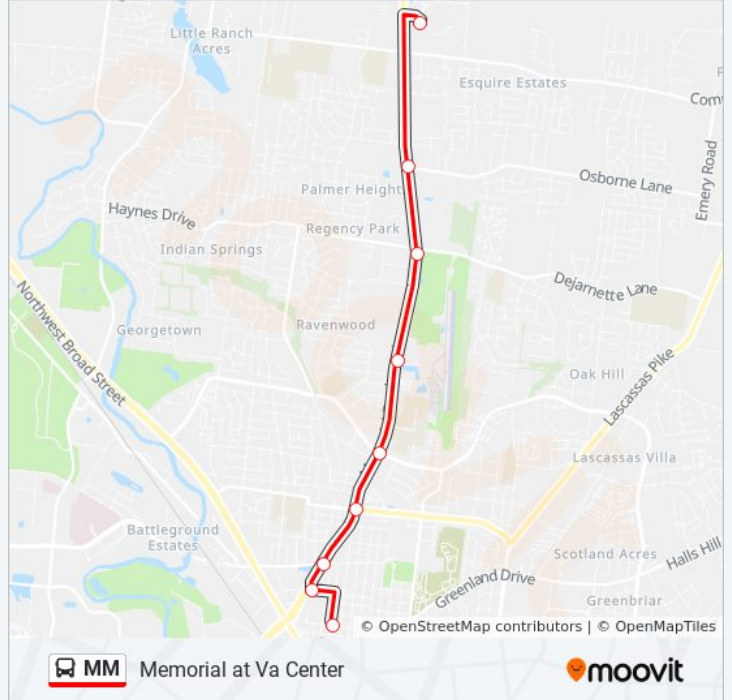 Little Ranch
Acres
Esquire Estates
Com
Osborne Lane
Emery Road
Palmer Height
Haynes Drive
Regency Park
Indian Springs
Dejarnette Lane
Northwest Broad Street
Georgetown
Ravenwood
Oak Hill
Lascassas Pike
Lascassas Villa
Battleground
Estates
Scotland Acres
Halls Hill
Greenland Drive
Greenbriar
© OpenStreetMap contributors | © OpenMapTiles
MM Memorial at Va Center
moovit